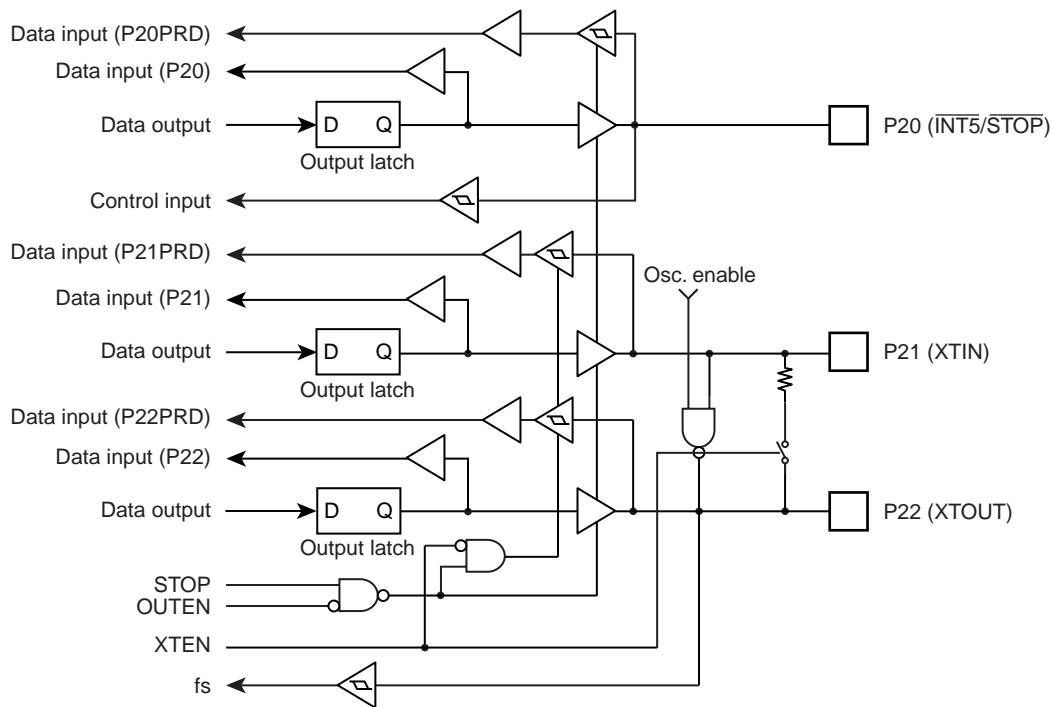 Data input (P20PRD)
Data input (P20)
Data output
D Q
Output latch
P20 (INT5/STOP)
Control input
Data input (P21PRD)
Osc. enable
Data input (P21)
Data output
D Q
Output latch
P21 (XTIN)
Data input (P22PRD)
Data input (P22)
Data output
D Q
Output latch
P22 (XTOUT)
STOP
OUTEN
XTEN
fs